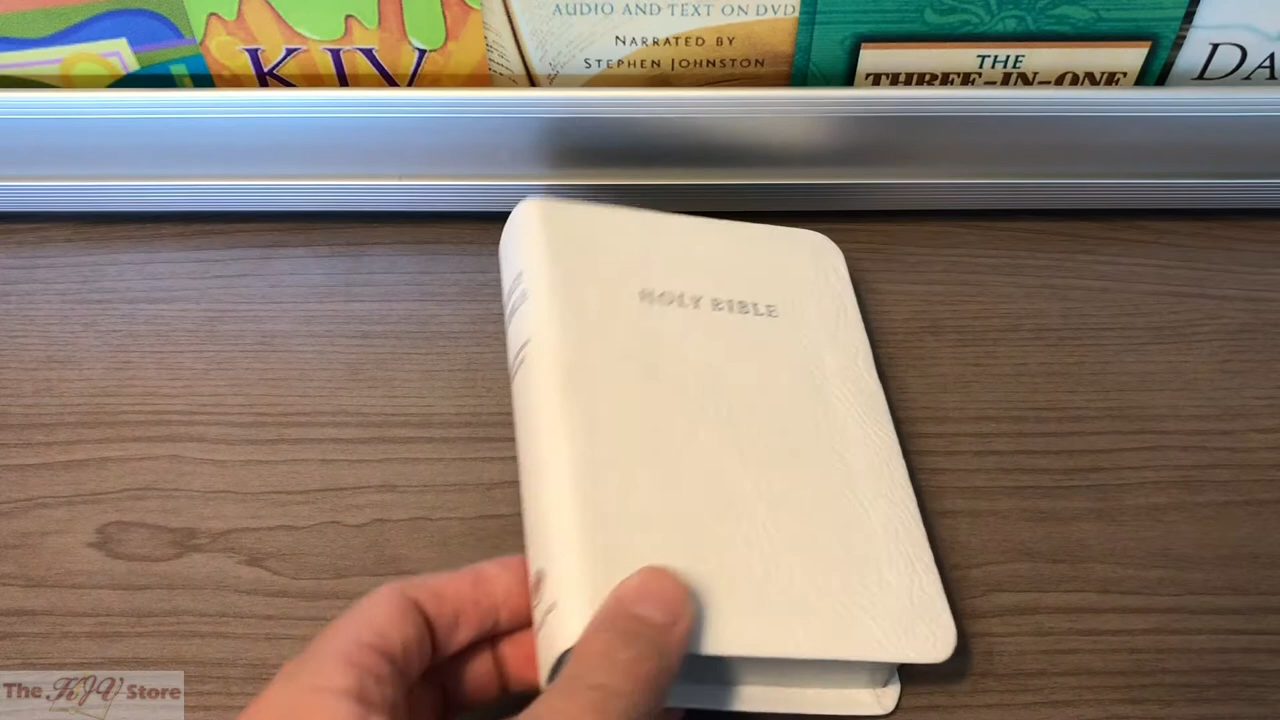 KJV
AUDIO AND TEXT ON DVD
NARRATED BY
STEPHEN JOHNSTON
THE
THREE-IN-ONE
HOLY BIBLE
The KJV Store